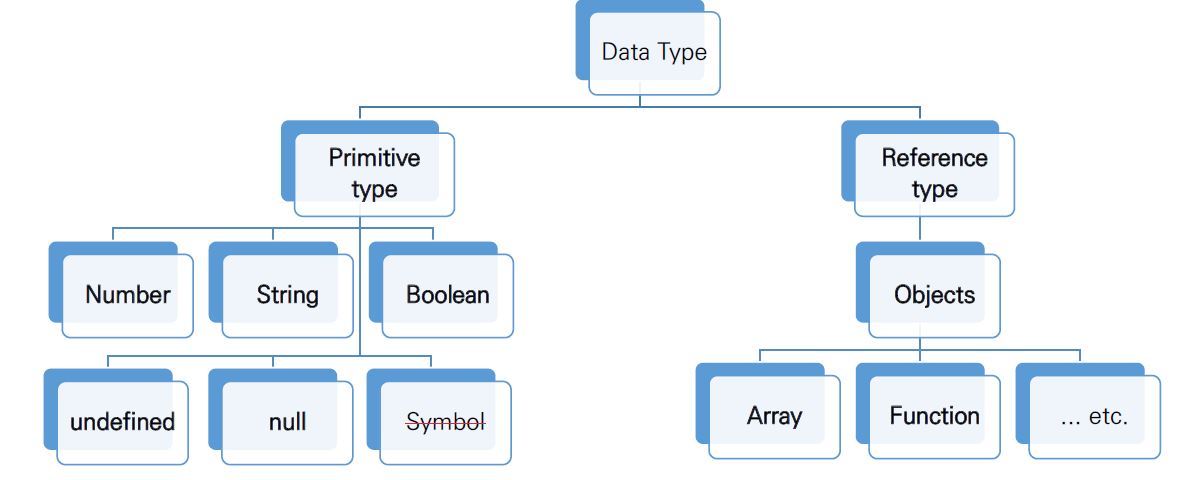 Data Type
Primitive
type
Reference
type
Number
String
Boolean
Objects
undefined
null
Symbol
Array
Function
... etc.